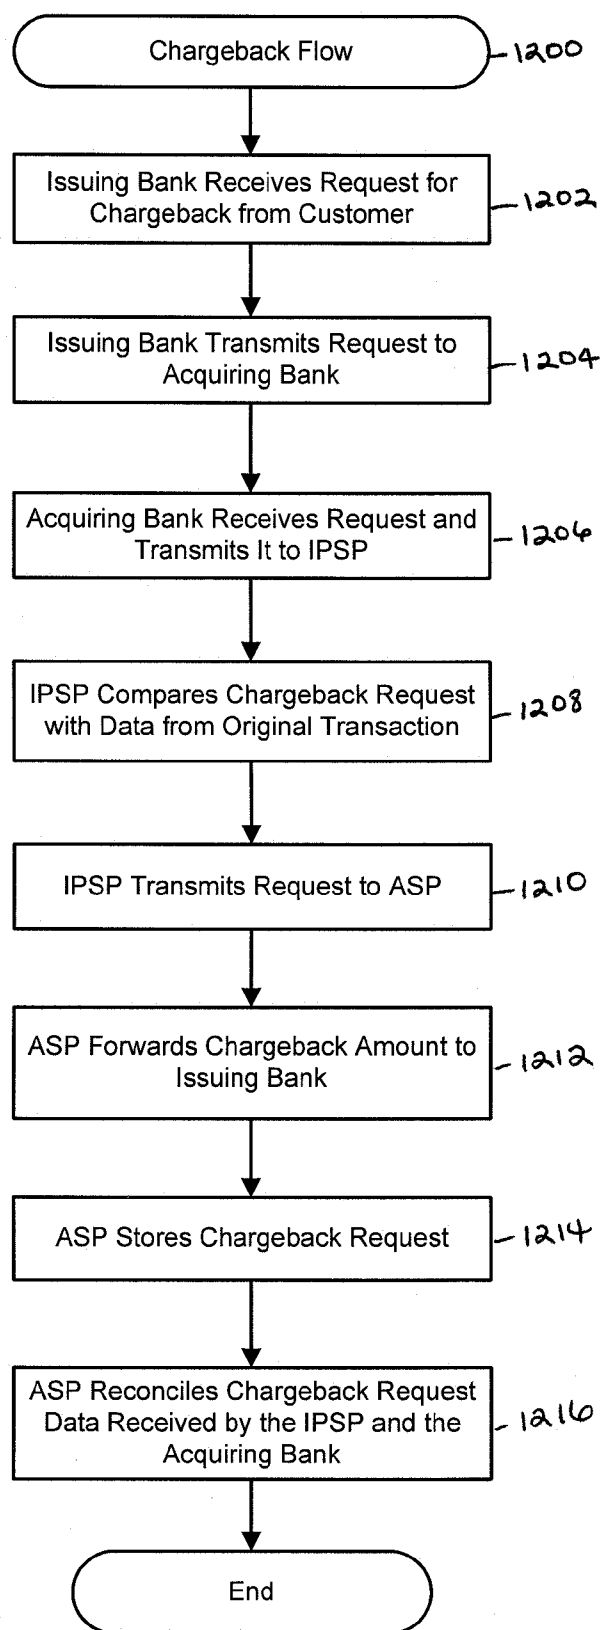 Chargeback Flow
1200
Issuing Bank Receives Request for
Chargeback from Customer
1202
Issuing Bank Transmits Request to
Acquiring Bank
1204
Acquiring Bank Receives Request and
Transmits It to IPSP
1206
IPSP Compares Chargeback Request
with Data from Original Transaction
1208
IPSP Transmits Request to ASP
1210
ASP Forwards Chargeback Amount to
Issuing Bank
1212
ASP Stores Chargeback Request
1214
ASP Reconciles Chargeback Request
Data Received by the IPSP and the
Acquiring Bank
1216
End